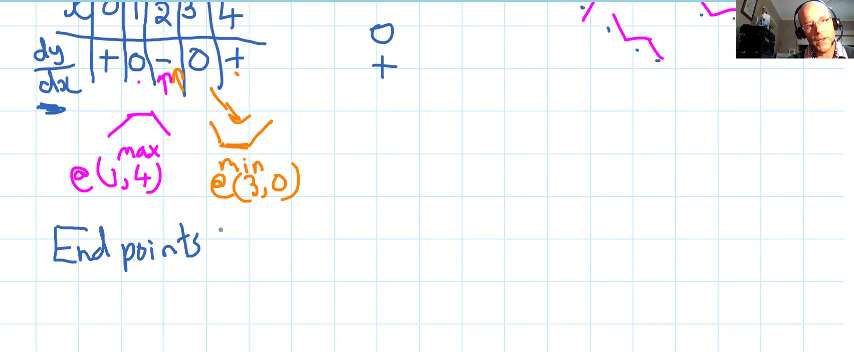 x 0 1 2 3 4
dy/dx + 0 - 0 +
0
+
max
@(1,4)
min
@(3,0)
End points